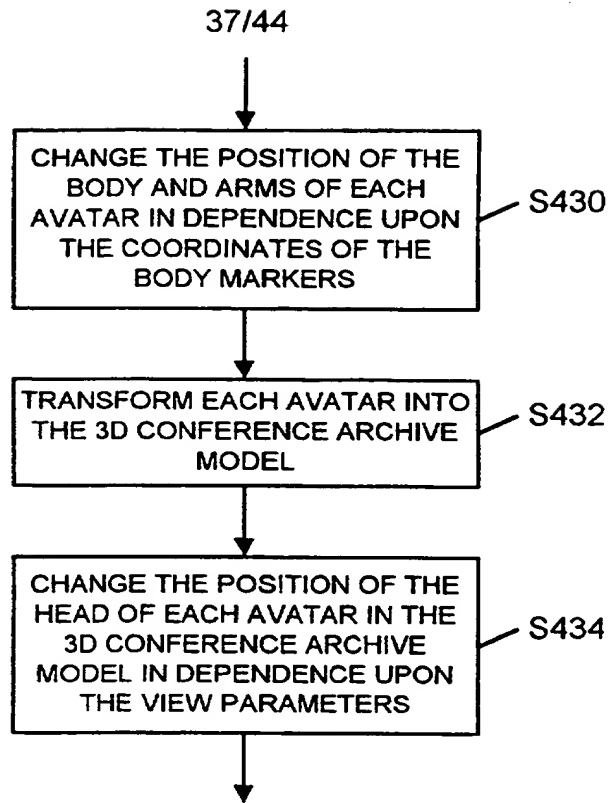 37/44
CHANGE THE POSITION OF THE
BODY AND ARMS OF EACH
AVATAR IN DEPENDENCE UPON
THE COORDINATES OF THE
BODY MARKERS
S430
TRANSFORM EACH AVATAR INTO
THE 3D CONFERENCE ARCHIVE
MODEL
S432
CHANGE THE POSITION OF THE
HEAD OF EACH AVATAR IN THE
3D CONFERENCE ARCHIVE
MODEL IN DEPENDENCE UPON
THE VIEW PARAMETERS
S434